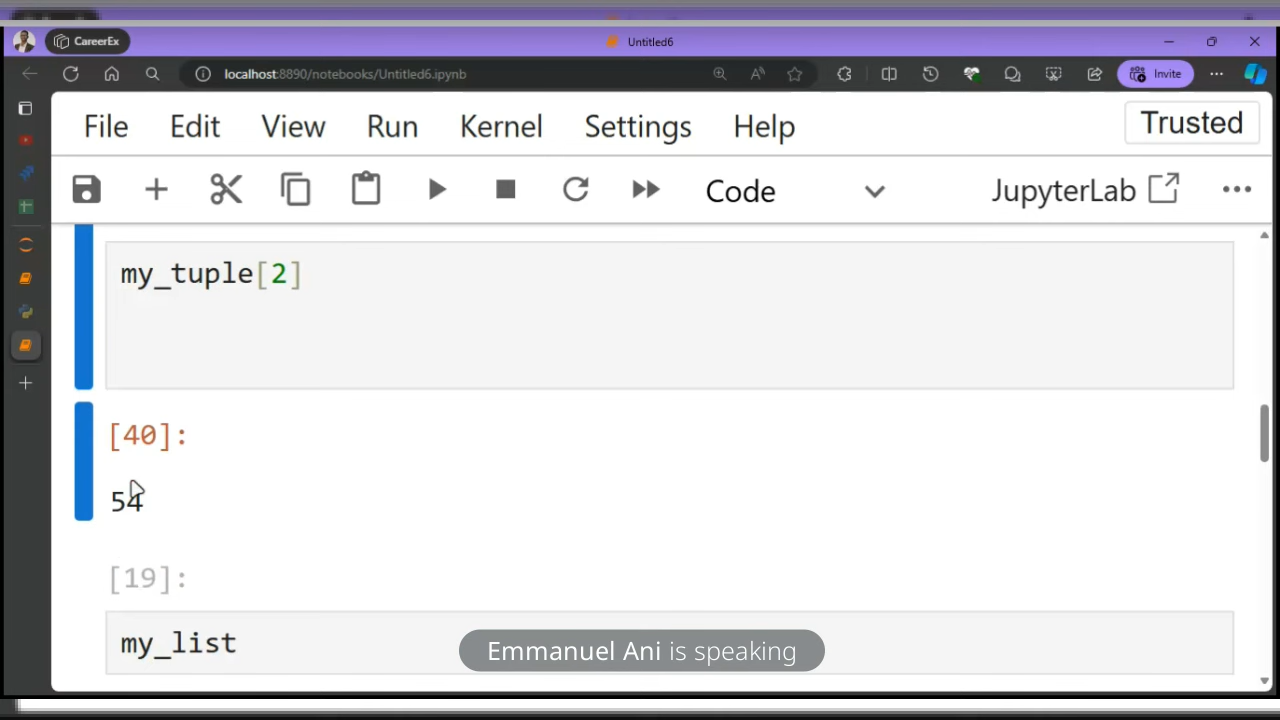 CareerEx
Untitled6
localhost:8890/notebooks/Untitled6.ipynb
Invite
File Edit View Run Kernel Settings Help
Trusted
Code
JupyterLab
my_tuple[2]
[40]:
54
[19]:
my_list
Emmanuel Ani is speaking